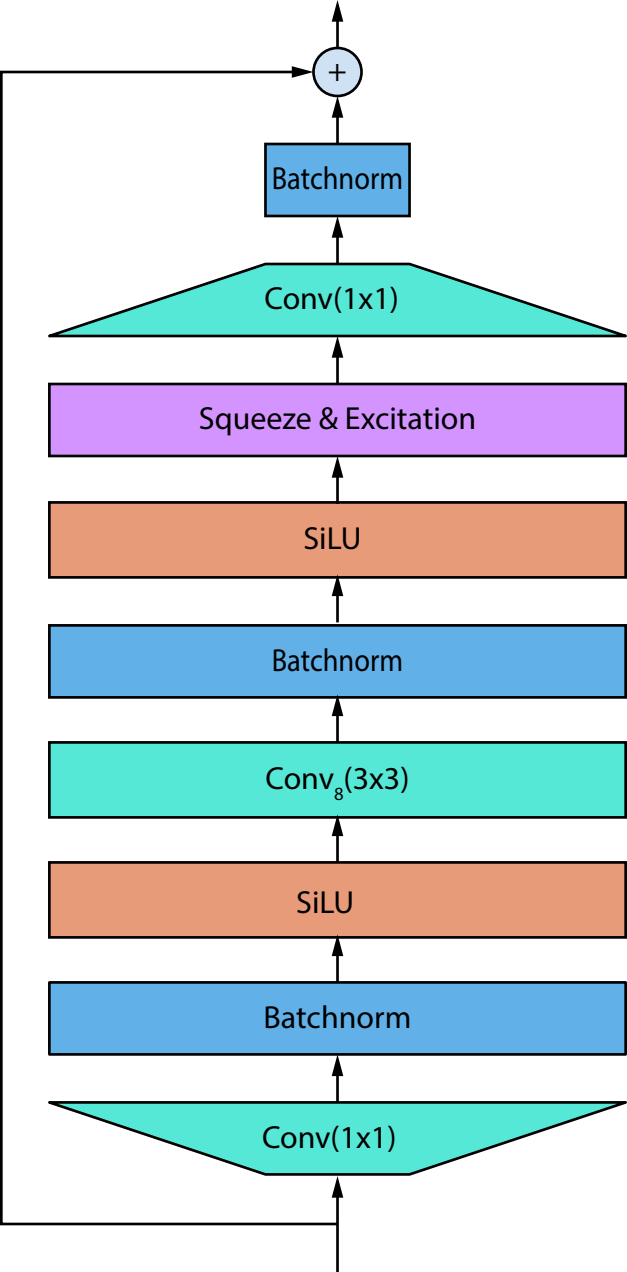 +
Batchnorm
Conv(1x1)
Squeeze & Excitation
SiLU
Batchnorm
Conv₈(3x3)
SiLU
Batchnorm
Conv(1x1)